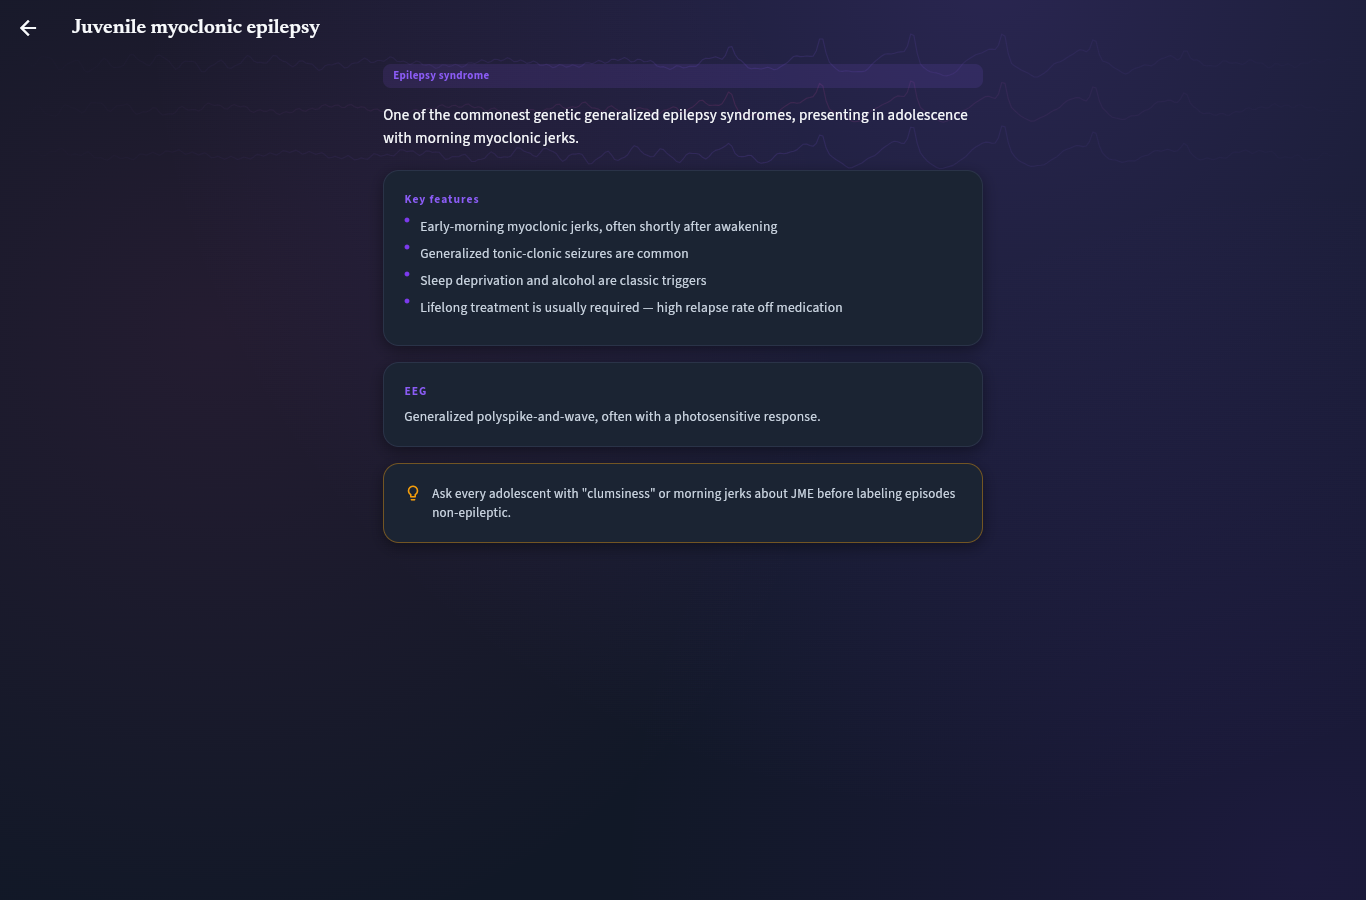 Juvenile myoclonic epilepsy
Epilepsy syndrome
One of the commonest genetic generalized epilepsy syndromes, presenting in adolescence
with morning myoclonic jerks.
Key features
Early-morning myoclonic jerks, often shortly after awakening
Generalized tonic-clonic seizures are common
Sleep deprivation and alcohol are classic triggers
Lifelong treatment is usually required — high relapse rate off medication
EEG
Generalized polyspike-and-wave, often with a photosensitive response.
Ask every adolescent with "clumsiness" or morning jerks about JME before labeling episodes
non-epileptic.